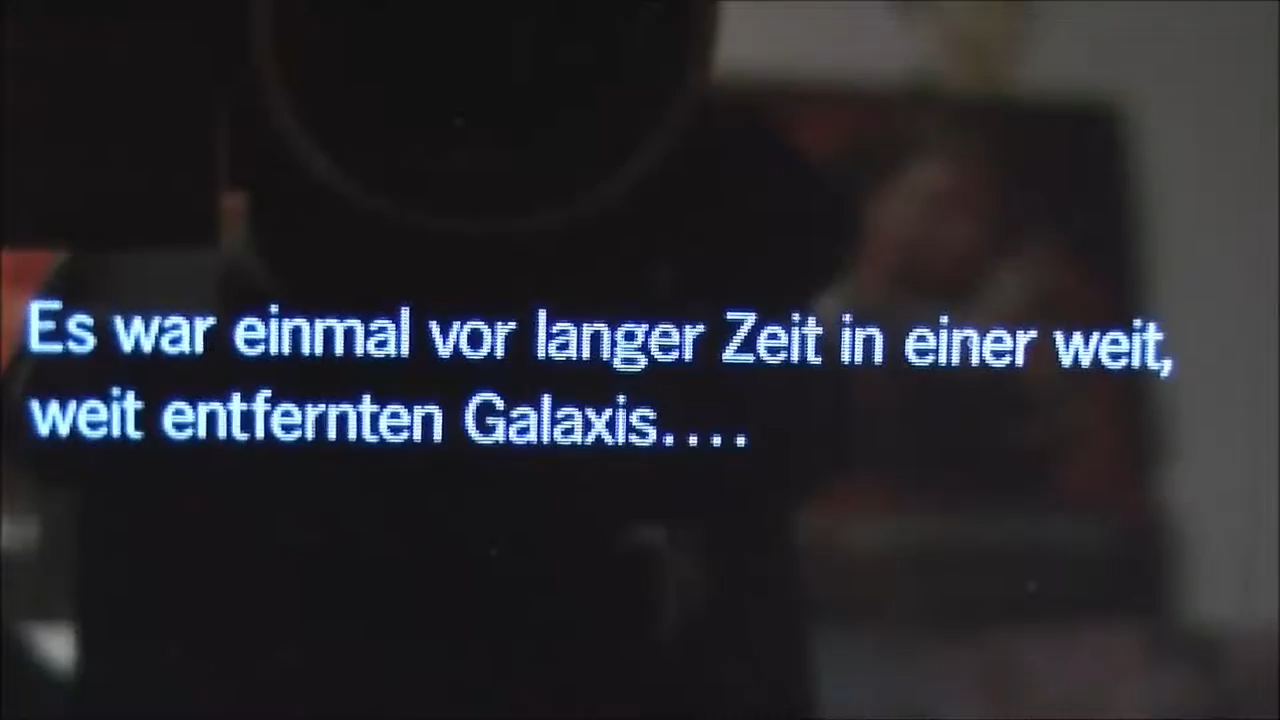 Es war einmal vor langer Zeit in einer weit,
weit entfernten Galaxis....